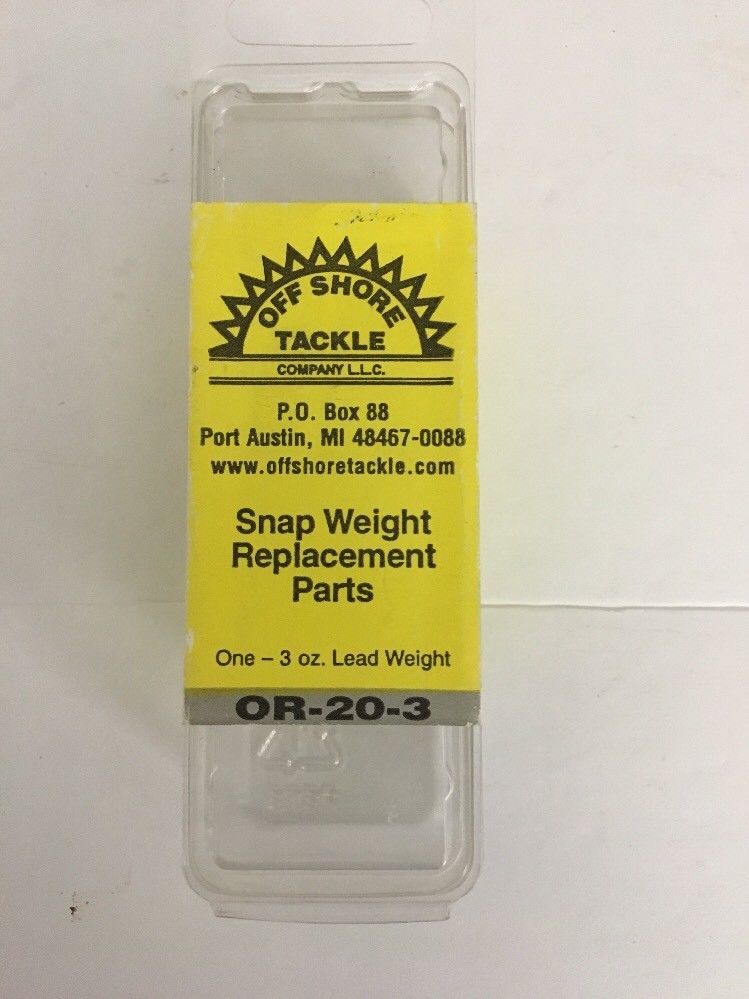 OFF SHORE
TACKLE
COMPANY L.L.C.
P.O. Box 88
Port Austin, MI 48467-0088
www.offshoretackle.com
Snap Weight
Replacement
Parts
One – 3 oz. Lead Weight
OR-20-3